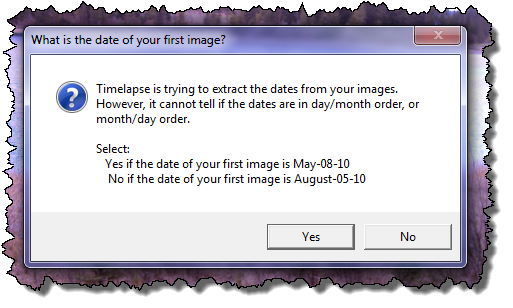 What is the date of your first image?
Timelapse is trying to extract the dates from your images.
However, it cannot tell if the dates are in day/month order, or
month/day order.
Select:
Yes if the date of your first image is May-08-10
No if the date of your first image is August-05-10
Yes
No